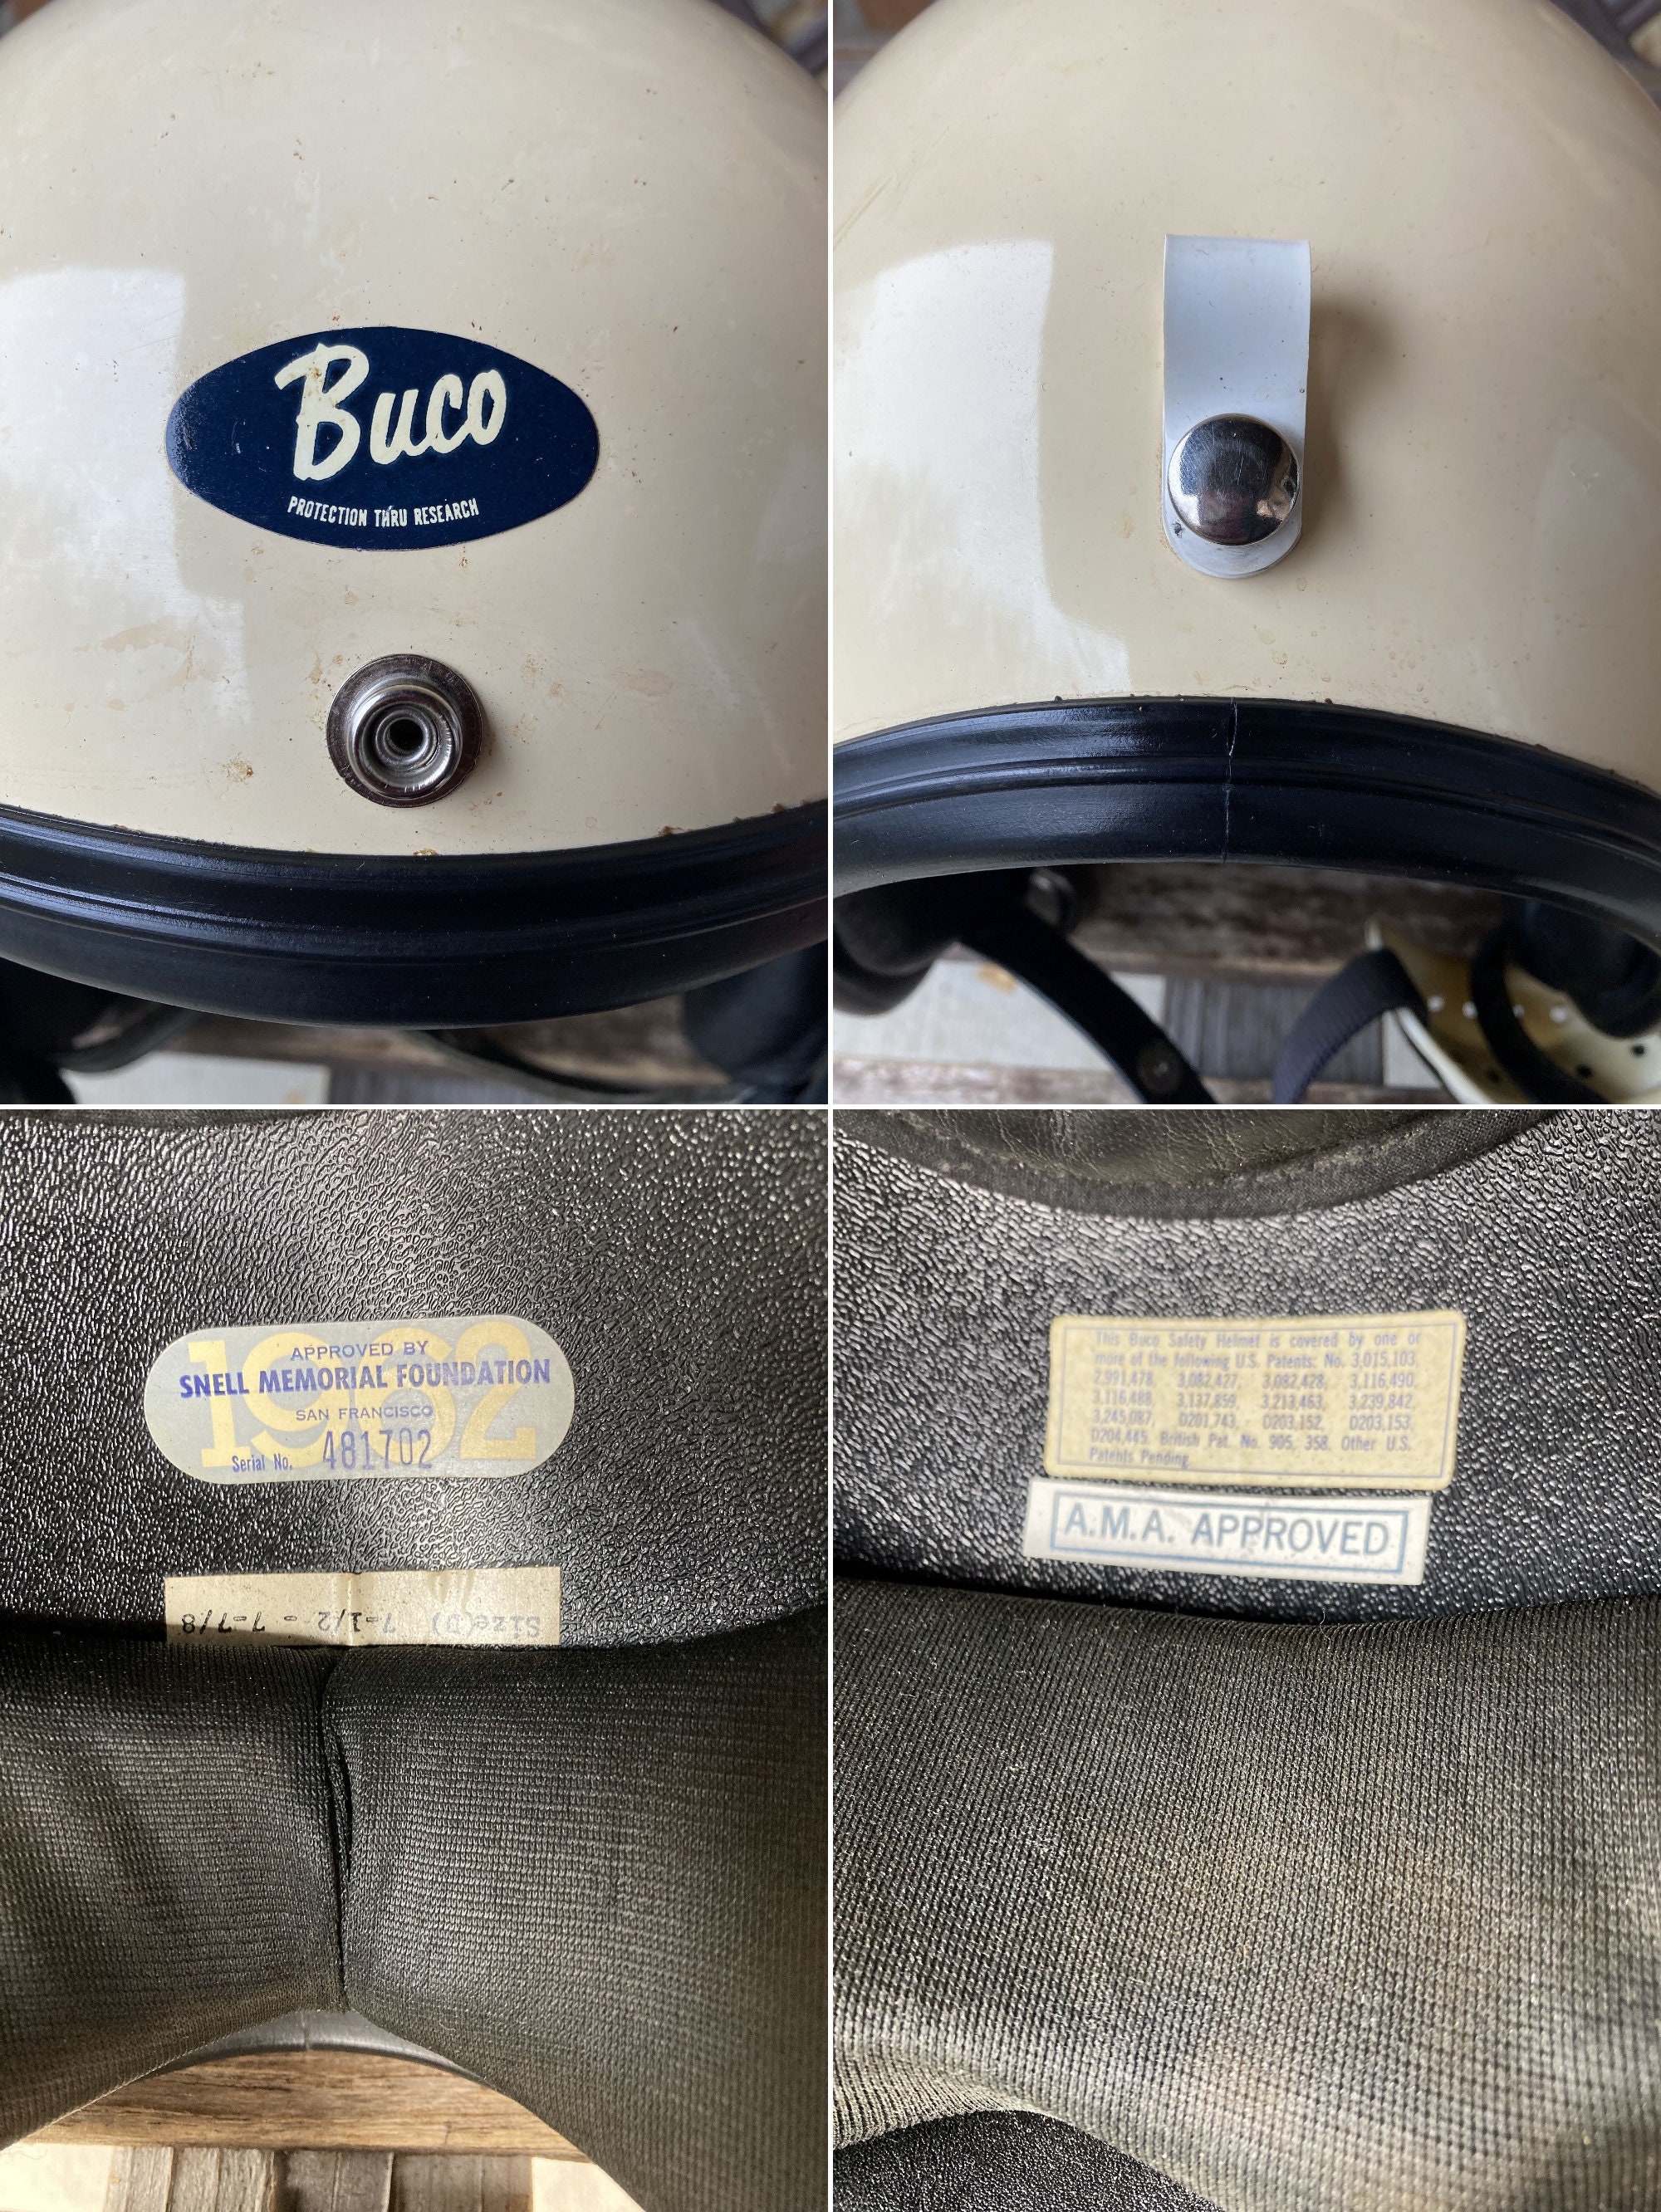 Buco
PROTECTION THRU RESEARCH
1962
APPROVED BY
SNELL MEMORIAL FOUNDATION
SAN FRANCISCO
Serial No. 481702
Size(D) 7-1/2 - 7-7/8
This Buco Safety Helmet is covered by one or
more of the following U.S. Patents: No. 3,015,103,
2,991,478, 3,082,427, 3,082,428, 3,116,490,
3,116,488, 3,137,859, 3,213,463, 3,239,842,
3,245,087, D201,743, D203,152, D203,153,
D204,445, British Pat. No. 905, 358. Other U.S.
Patents Pending.
A.M.A. APPROVED